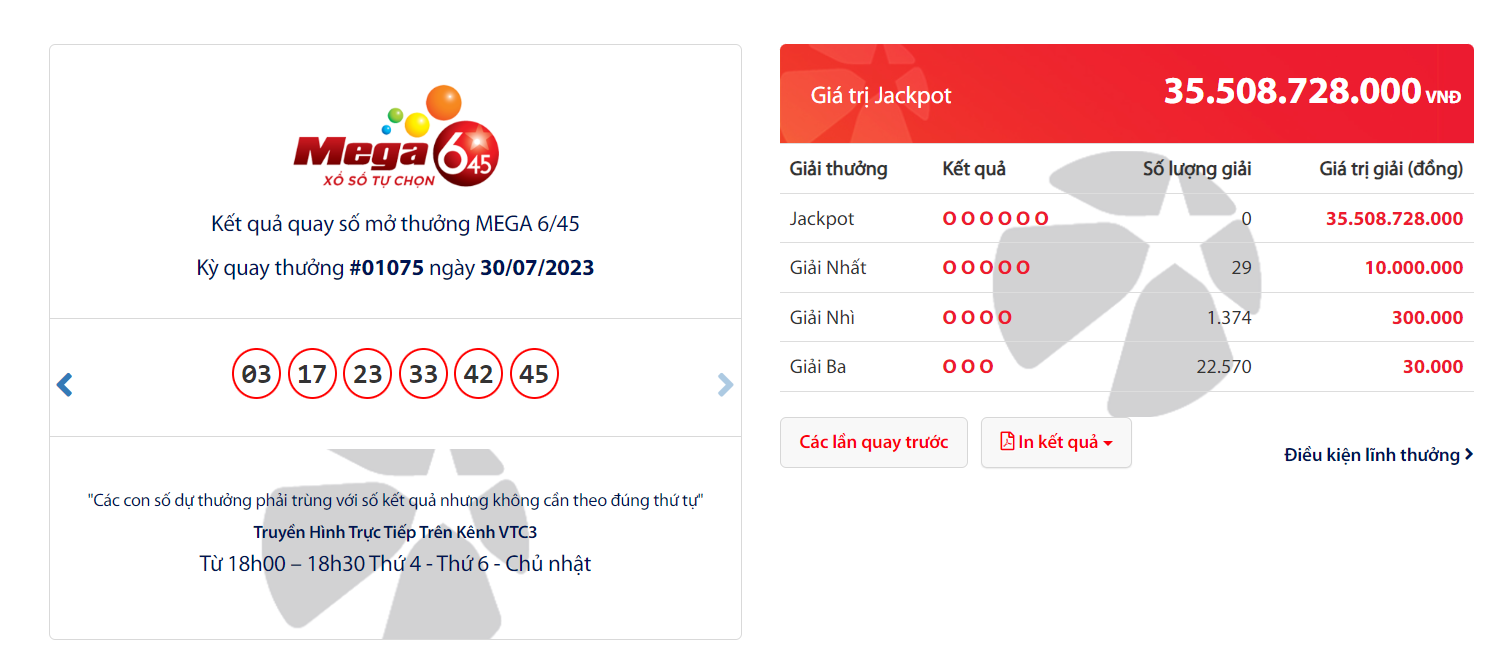 Mega 6/45
XỔ SỐ TỰ CHỌN
Kết quả quay số mở thưởng MEGA 6/45
Kỳ quay thưởng #01075 ngày 30/07/2023
03 17 23 33 42 45
"Các con số dự thưởng phải trùng với số kết quả nhưng không cần theo đúng thứ tự"
Truyền Hình Trực Tiếp Trên Kênh VTC3
Từ 18h00 – 18h30 Thứ 4 - Thứ 6 - Chủ nhật
Giá trị Jackpot 35.508.728.000 VNĐ
Giải thưởng Kết quả Số lượng giải Giá trị giải (đồng)
Jackpot O O O O O O 0 35.508.728.000
Giải Nhất O O O O O 29 10.000.000
Giải Nhì O O O O 1.374 300.000
Giải Ba O O O 22.570 30.000
Các lần quay trước In kết quả
Điều kiện lĩnh thưởng